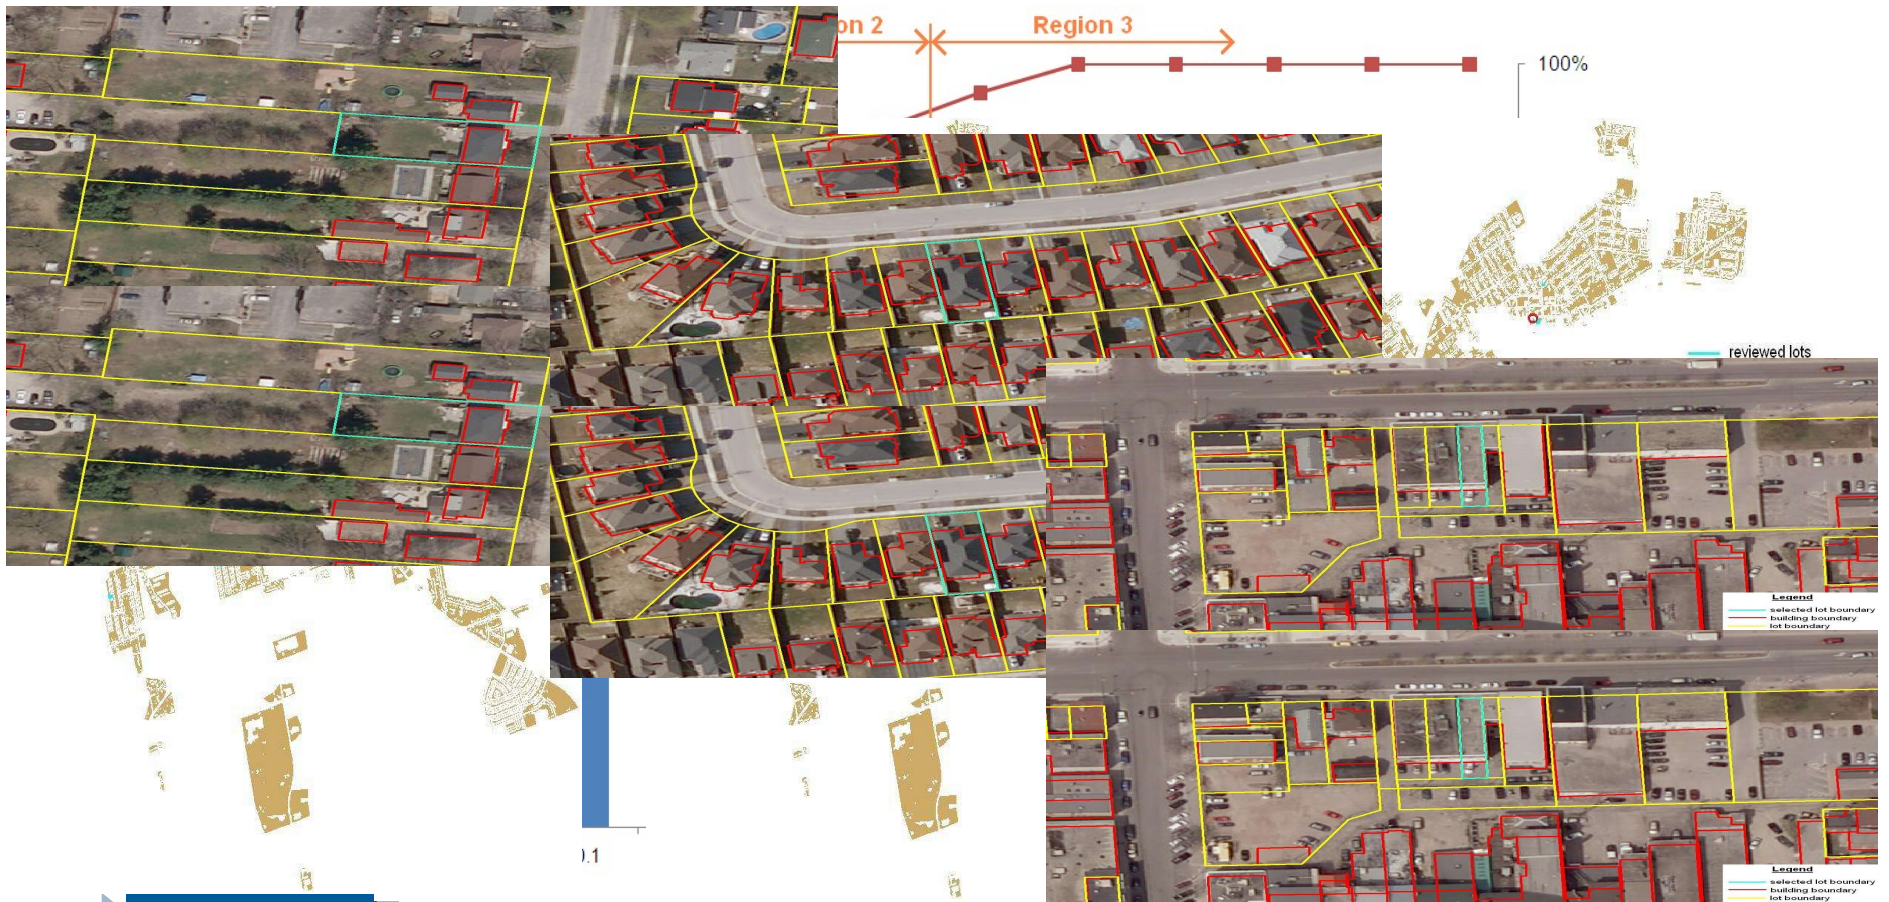 on 2
Region 3
100%
reviewed lots
Legend
selected lot boundary
building boundary
lot boundary
0.1
Legend
selected lot boundary
building boundary
lot boundary